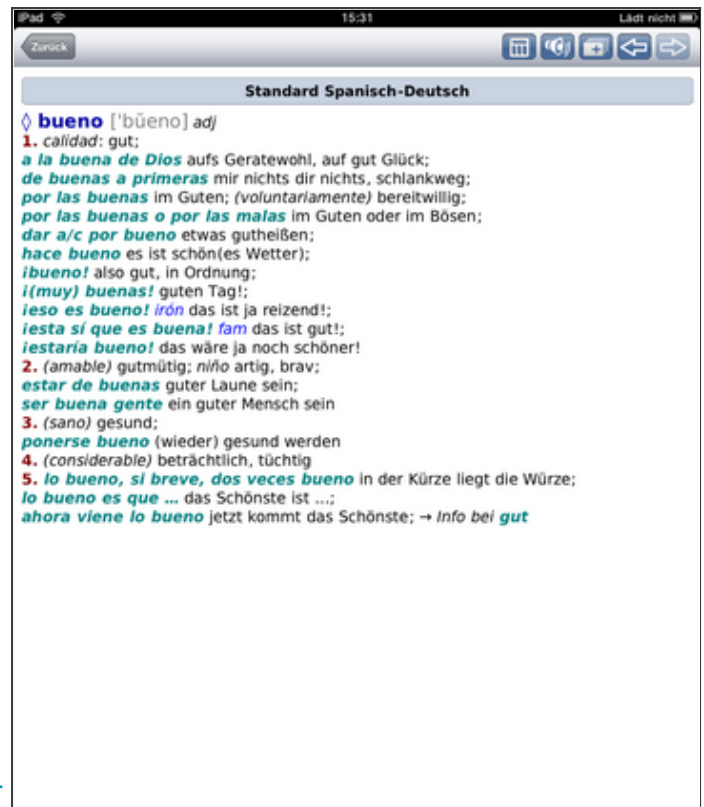 iPad 15:31 Lädt nicht
Zurück
Standard Spanisch-Deutsch
◊ bueno ['bŭeno] adj
1. calidad: gut;
a la buena de Dios aufs Geratewohl, auf gut Glück;
de buenas a primeras mir nichts dir nichts, schlankweg;
por las buenas im Guten; (voluntariamente) bereitwillig;
por las buenas o por las malas im Guten oder im Bösen;
dar a/c por bueno etwas gutheißen;
hace bueno es ist schön(es Wetter);
¡bueno! also gut, in Ordnung;
¡(muy) buenas! guten Tag!;
¡eso es bueno! irón das ist ja reizend!;
¡esta sí que es buena! fam das ist gut!;
¡estaría bueno! das wäre ja noch schöner!
2. (amable) gutmütig; niño artig, brav;
estar de buenas guter Laune sein;
ser buena gente ein guter Mensch sein
3. (sano) gesund;
ponerse bueno (wieder) gesund werden
4. (considerable) beträchtlich, tüchtig
5. lo bueno, si breve, dos veces bueno in der Kürze liegt die Würze;
lo bueno es que ... das Schönste ist ...;
ahora viene lo bueno jetzt kommt das Schönste; → Info bei gut